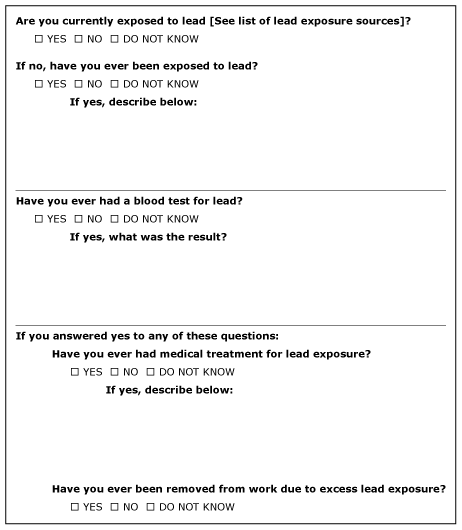 Are you currently exposed to lead [See list of lead exposure sources]?
☐ YES ☐ NO ☐ DO NOT KNOW
If no, have you ever been exposed to lead?
☐ YES ☐ NO ☐ DO NOT KNOW
If yes, describe below:
Have you ever had a blood test for lead?
☐ YES ☐ NO ☐ DO NOT KNOW
If yes, what was the result?
If you answered yes to any of these questions:
Have you ever had medical treatment for lead exposure?
☐ YES ☐ NO ☐ DO NOT KNOW
If yes, describe below:
Have you ever been removed from work due to excess lead exposure?
☐ YES ☐ NO ☐ DO NOT KNOW